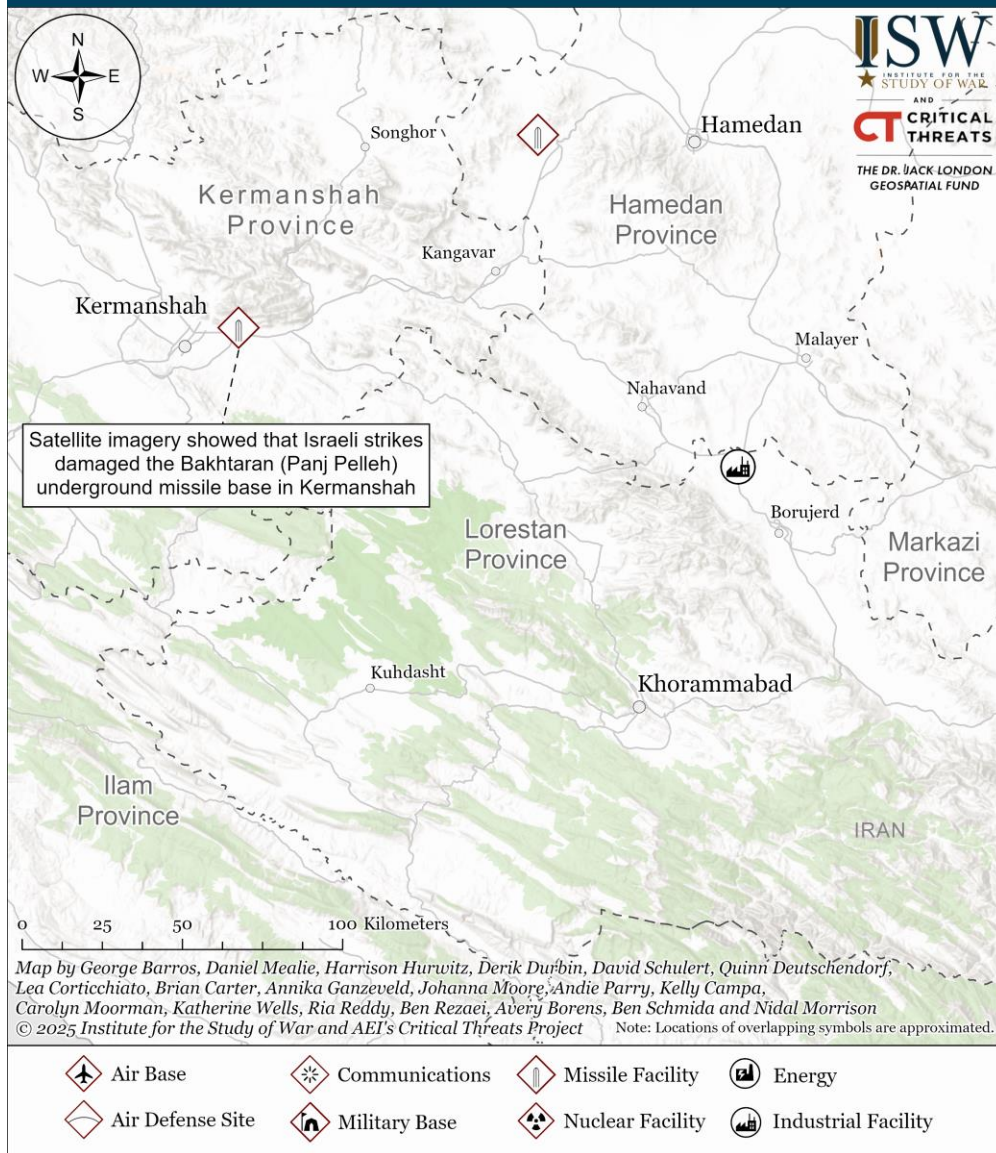 N
W E
S
ISW
INSTITUTE FOR THE
STUDY OF WAR
AND
CT CRITICAL
THREATS
THE DR. JACK LONDON
GEOSPATIAL FUND
Songhor
Hamedan
Kermanshah
Province
Hamedan
Province
Kangavar
Kermanshah
Malayer
Nahavand
Satellite imagery showed that Israeli strikes
damaged the Bakhtaran (Panj Pelleh)
underground missile base in Kermanshah
Borujerd
Lorestan
Province
Markazi
Province
Kuhdasht
Khorammabad
Ilam
Province
IRAN
0 25 50 100 Kilometers
Map by George Barros, Daniel Mealie, Harrison Hurwitz, Derik Durbin, David Schulert, Quinn Deutschendorf,
Lea Corticchiato, Brian Carter, Annika Ganzeveld, Johanna Moore, Andie Parry, Kelly Campa,
Carolyn Moorman, Katherine Wells, Ria Reddy, Ben Rezaei, Avery Borens, Ben Schmida and Nidal Morrison
© 2025 Institute for the Study of War and AEI's Critical Threats Project Note: Locations of overlapping symbols are approximated.
Air Base Communications Missile Facility Energy
Air Defense Site Military Base Nuclear Facility Industrial Facility